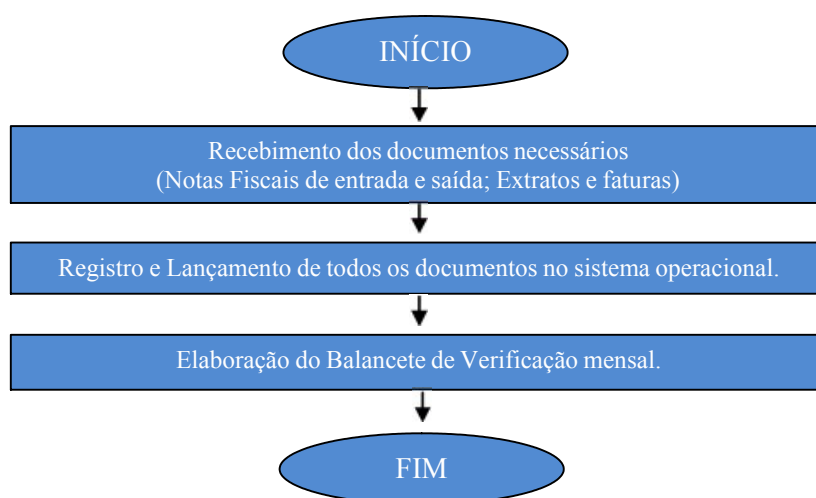 INÍCIO
Recebimento dos documentos necessários
(Notas Fiscais de entrada e saída; Extratos e faturas)
Registro e Lançamento de todos os documentos no sistema operacional.
Elaboração do Balancete de Verificação mensal.
FIM